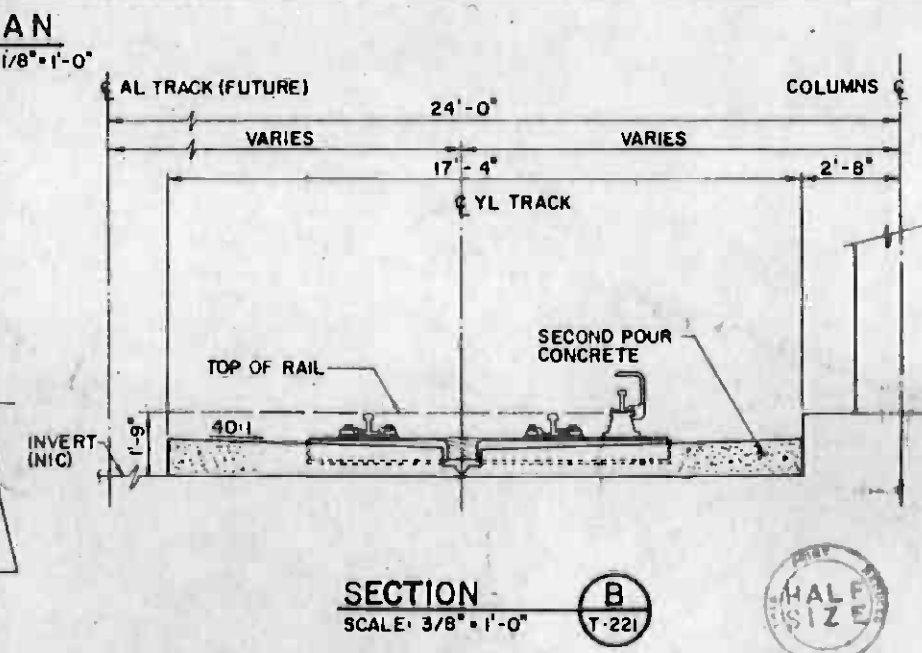 AN
1/8"=1'-0"
℄ AL TRACK (FUTURE)
COLUMNS ℄
24'-0"
VARIES
VARIES
17'-4"
2'-8"
℄ YL TRACK
SECOND POUR
CONCRETE
TOP OF RAIL
40:1
1'-9"
INVERT
(NIC)
SECTION
SCALE: 3/8"=1'-0"
B
T-221
HALF
SIZE